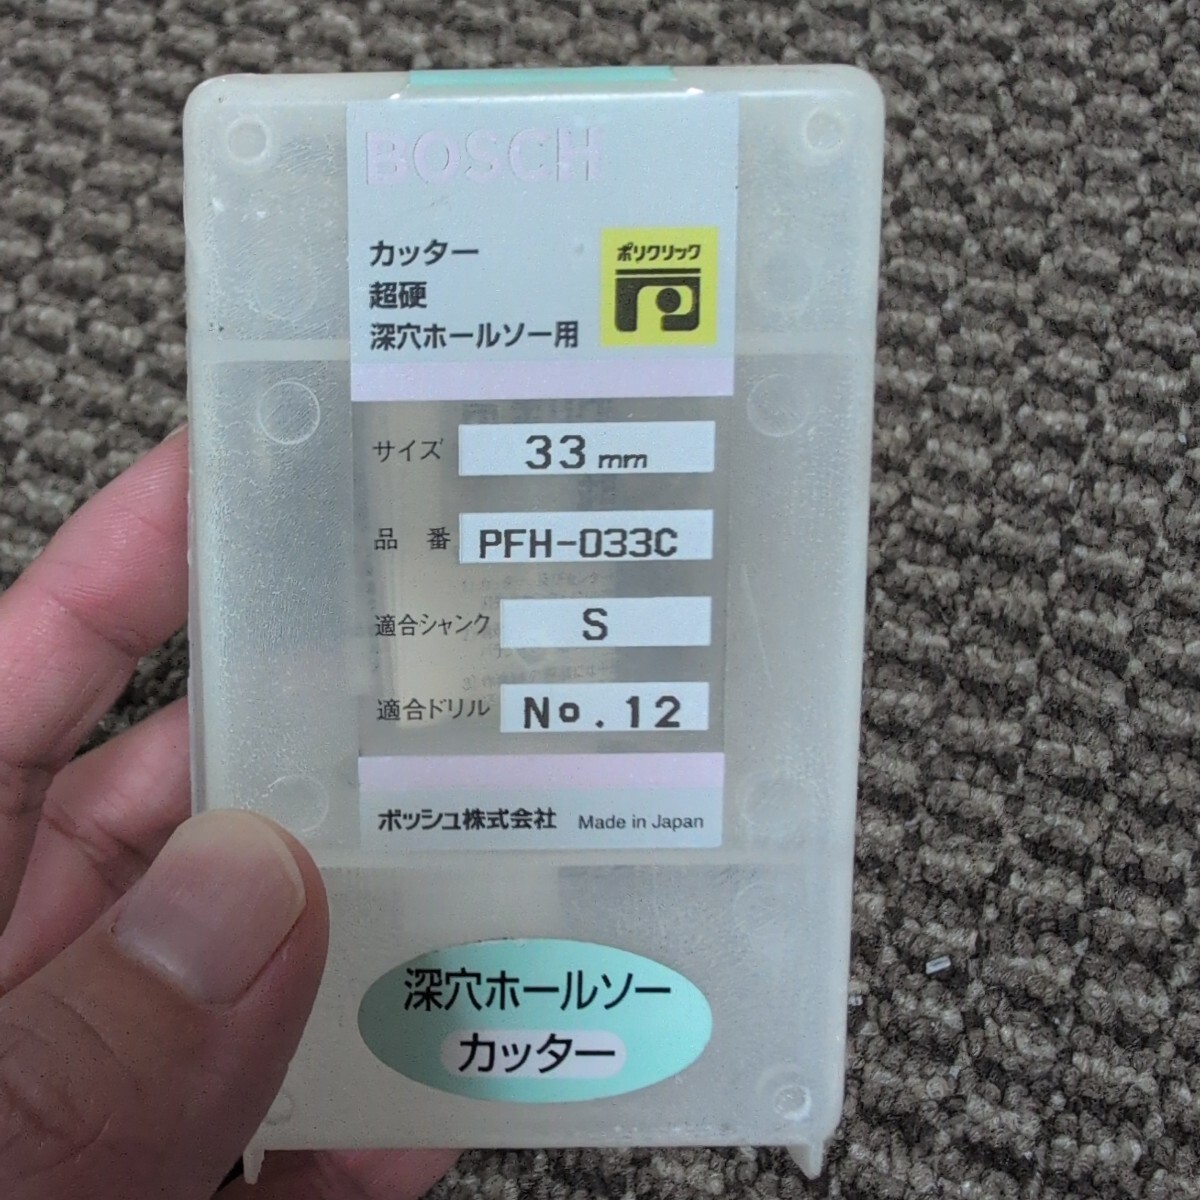 BOSCH
カッター
超硬
深穴ホールソー用
ポリクリック
サイズ 33mm
品番 PFH-033C
適合シャンク S
適合ドリル No.12
ボッシュ株式会社 Made in Japan
深穴ホールソー
カッター